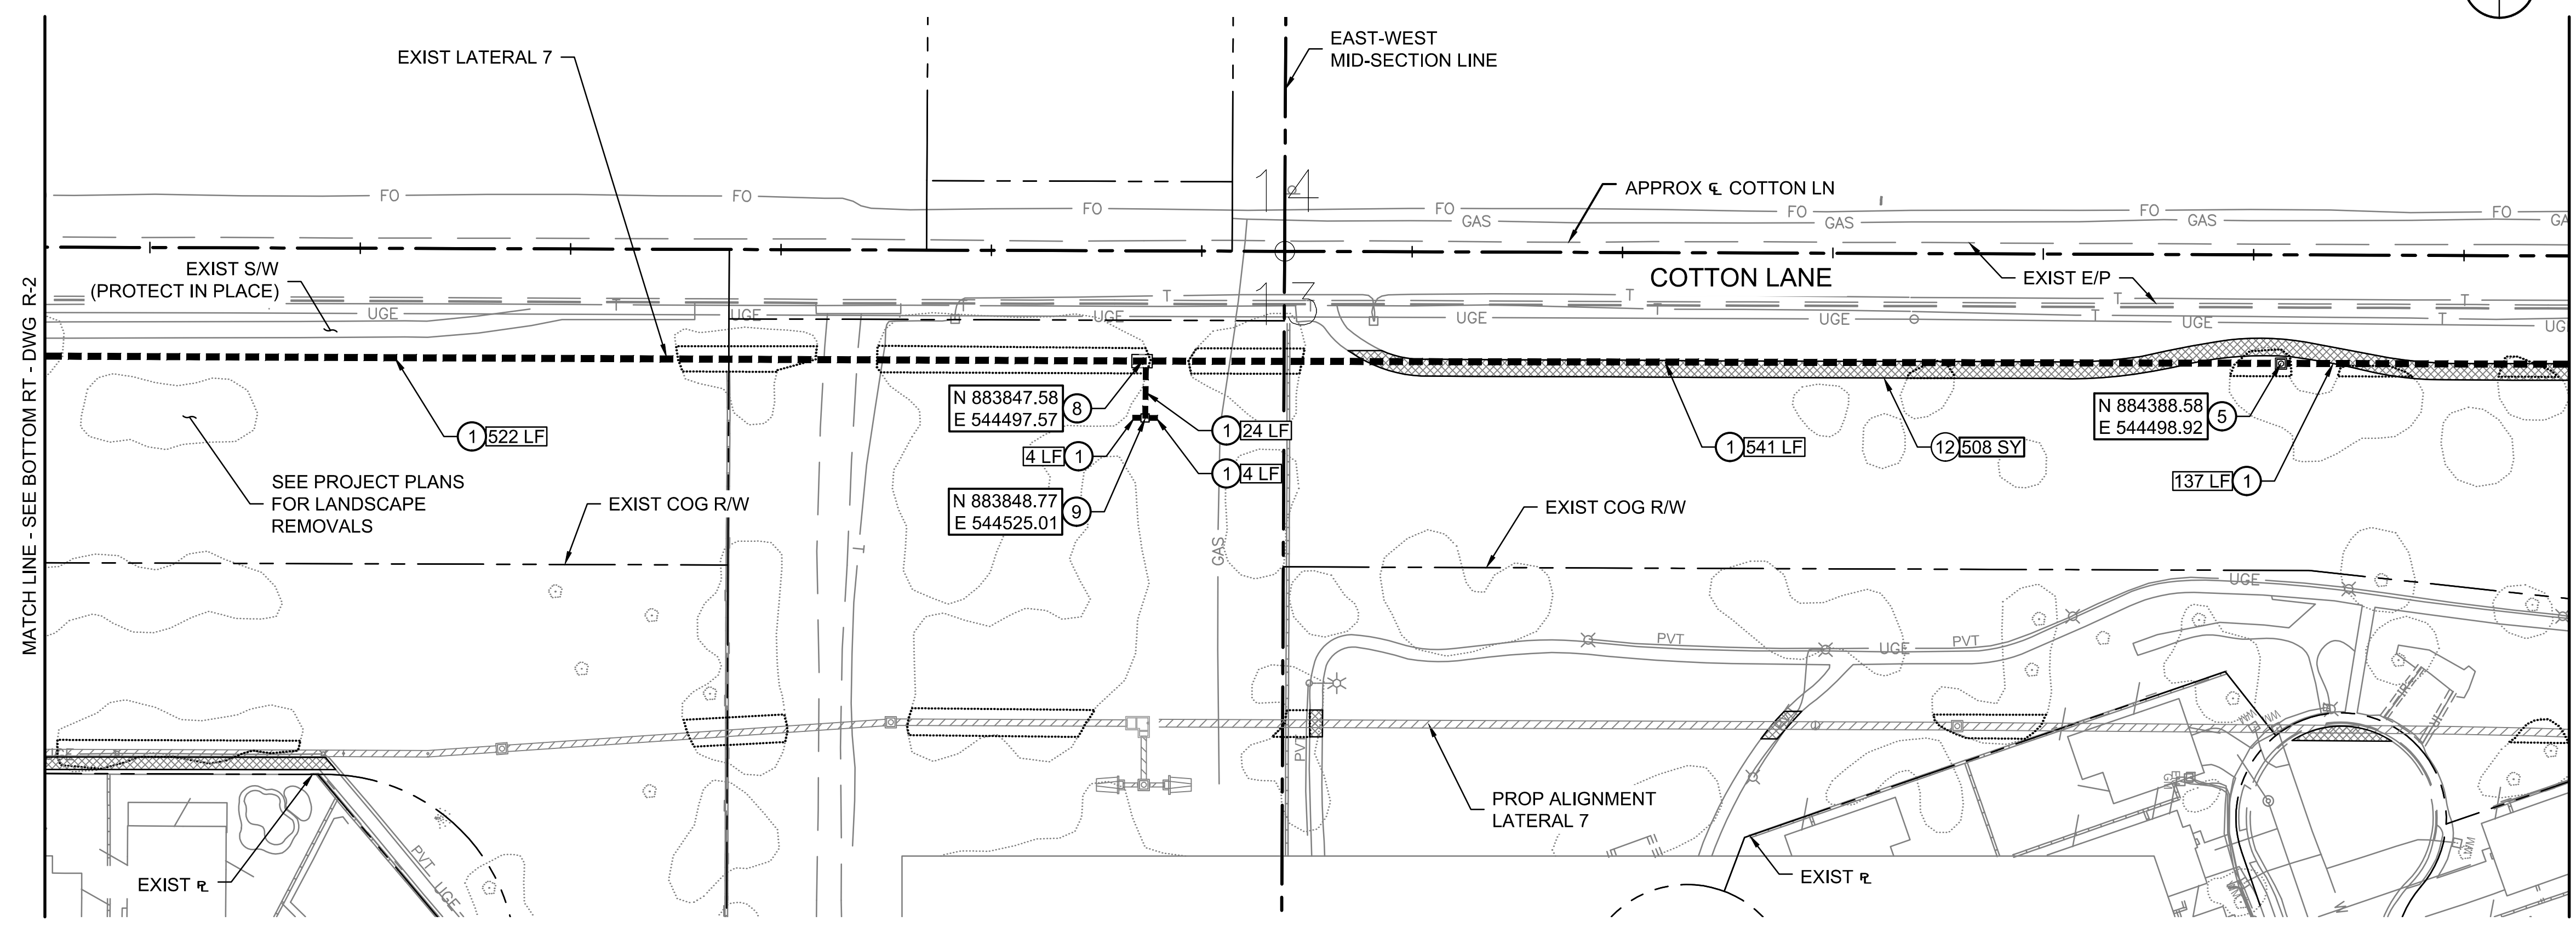 EXIST LATERAL 7
EAST-WEST
MID-SECTION LINE
14
APPROX ℄ COTTON LN
FO
FO
FO
FO
FO
FO
FO
GAS
GAS
GAS
GA
EXIST S/W
(PROTECT IN PLACE)
COTTON LANE
EXIST E/P
13
T
T
T
T
T
T
T
T
T
T
UGE
UGE
UGE
UGE
UGE
UGE
UG
MATCH LINE - SEE BOTTOM RT - DWG R-2
N 883847.58
E 544497.57
8
1 522 LF
1 24 LF
4 LF 1
1 4 LF
N 883848.77
E 544525.01
9
1 541 LF
12 508 SY
N 884388.58
E 544498.92
5
137 LF 1
SEE PROJECT PLANS
FOR LANDSCAPE
REMOVALS
EXIST COG R/W
EXIST COG R/W
T
GAS
UGE
PVT
UGE
PVT
PVT
PROP ALIGNMENT
LATERAL 7
WM
WM
WM
EXIST ⅊
EXIST ⅊
PVT
UGE